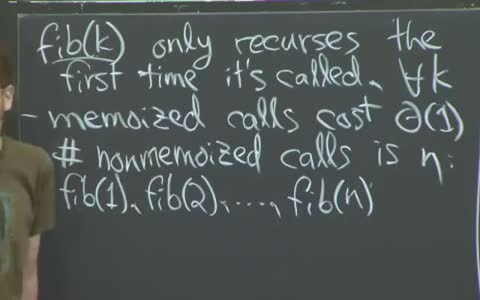 fib(k) only recurses the
first time it's called, ∀k
- memoized calls cost Θ(1)
# nonmemoized calls is n:
fib(1), fib(2), ..., fib(n)